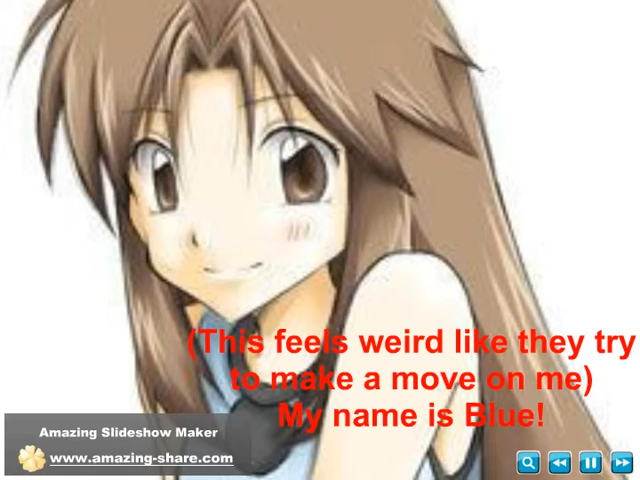 (This feels weird like they try
to make a move on me)
My name is Blue!
Amazing Slideshow Maker
www.amazing-share.com